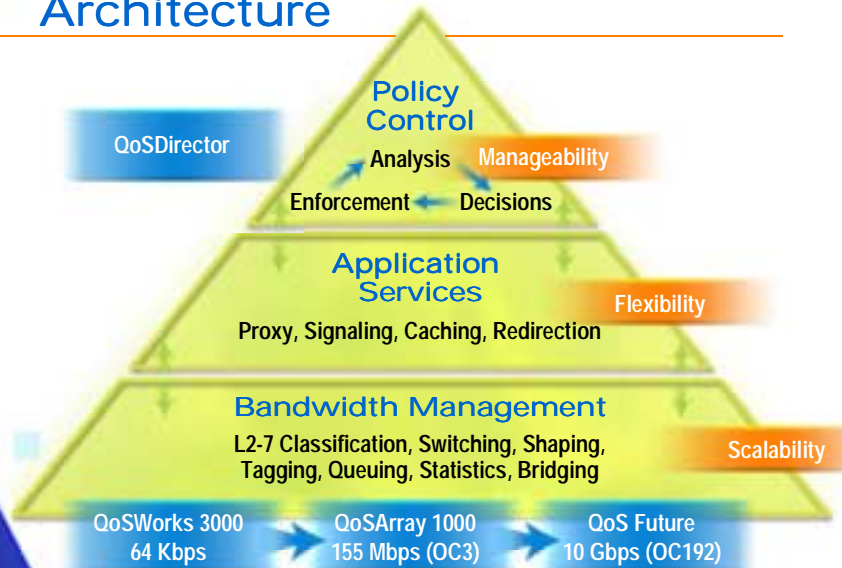 Architecture
Policy
Control
QoSDirector
Analysis
Manageability
Enforcement
Decisions
Application
Services
Flexibility
Proxy, Signaling, Caching, Redirection
Bandwidth Management
L2-7 Classification, Switching, Shaping,
Tagging, Queuing, Statistics, Bridging
Scalability
QoSWorks 3000
64 Kbps
QoSArray 1000
155 Mbps (OC3)
QoS Future
10 Gbps (OC192)